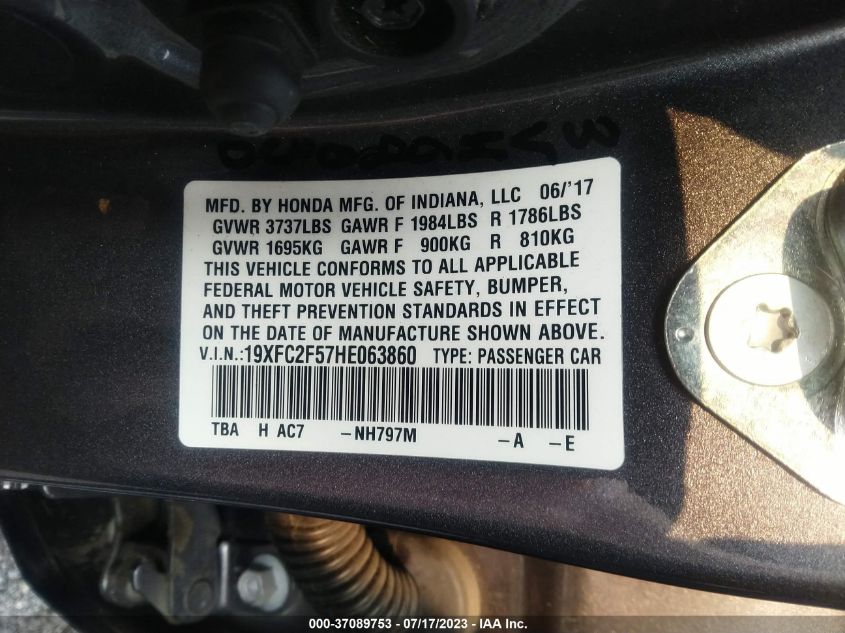 MFD. BY HONDA MFG. OF INDIANA, LLC 06/'17
GVWR 3737LBS GAWR F 1984LBS R 1786LBS
GVWR 1695KG GAWR F 900KG R 810KG
THIS VEHICLE CONFORMS TO ALL APPLICABLE
FEDERAL MOTOR VEHICLE SAFETY, BUMPER,
AND THEFT PREVENTION STANDARDS IN EFFECT
ON THE DATE OF MANUFACTURE SHOWN ABOVE.
V.I.N.:19XFC2F57HE063860 TYPE: PASSENGER CAR
TBA H AC7 -NH797M -A -E
000-37089753 - 07/17/2023 - - -